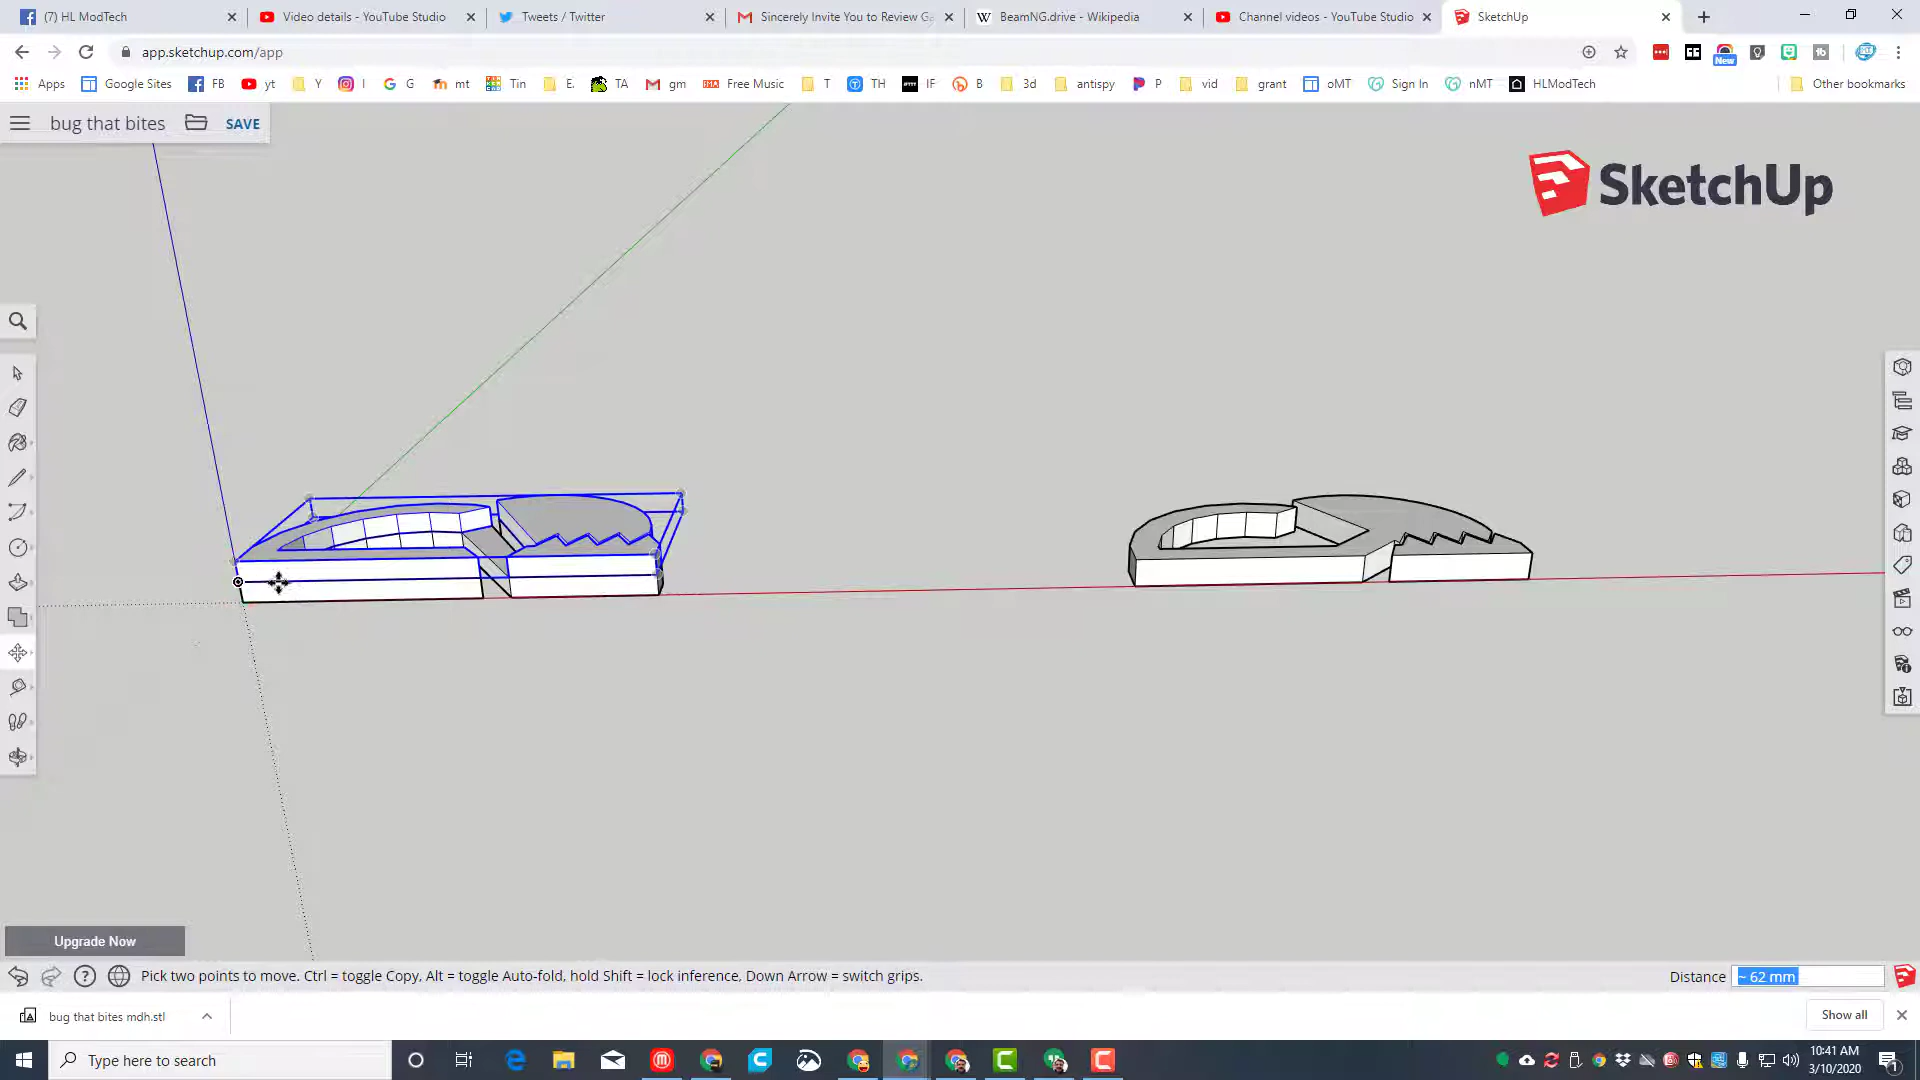 (7) HL ModTech
Video details - YouTube Studio
Tweets / Twitter
Sincerely Invite You to Review Ga
BeamNG.drive - Wikipedia
Channel videos - YouTube Studio
SketchUp
app.sketchup.com/app
New
Apps
Google Sites
FB
yt
Y
I
G
mt
Tin
E.
TA
gm
Free Music
T
TH
IF
B
3d
antispy
P
vid
grant
oMT
Sign In
nMT
HLModTech
Other bookmarks
bug that bites
SAVE
SketchUp
Upgrade Now
Pick two points to move. Ctrl = toggle Copy, Alt = toggle Auto-fold, hold Shift = lock inference, Down Arrow = switch grips.
Distance
~ 62 mm
bug that bites mdh.stl
Show all
Type here to search
10:41 AM
3/10/2020